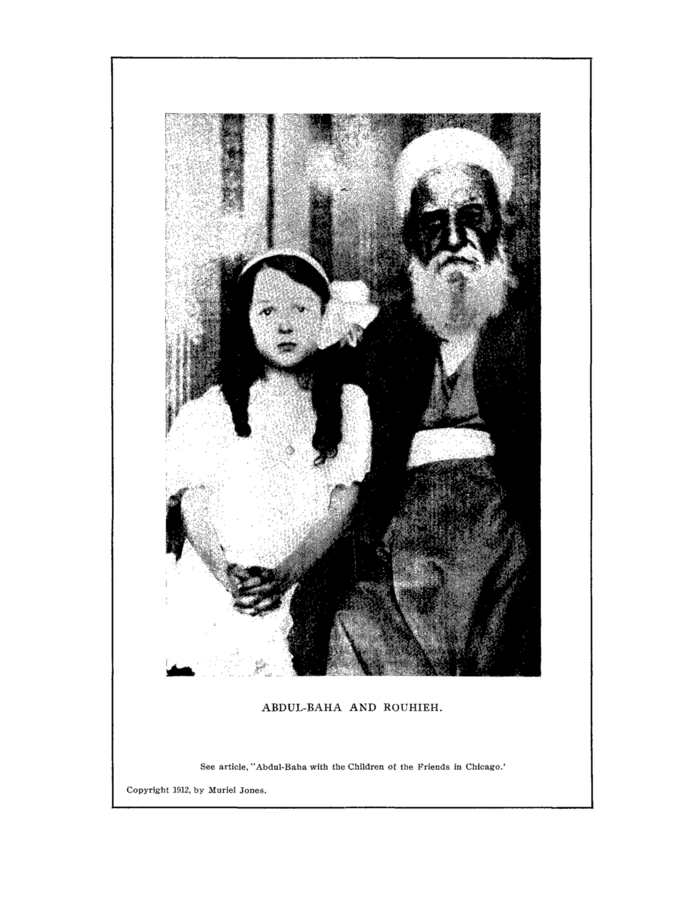 ABDUL-BAHA AND ROUHIEH.
See article, "Abdul-Baha with the Children of the Friends in Chicago.'
Copyright 1912, by Muriel Jones.